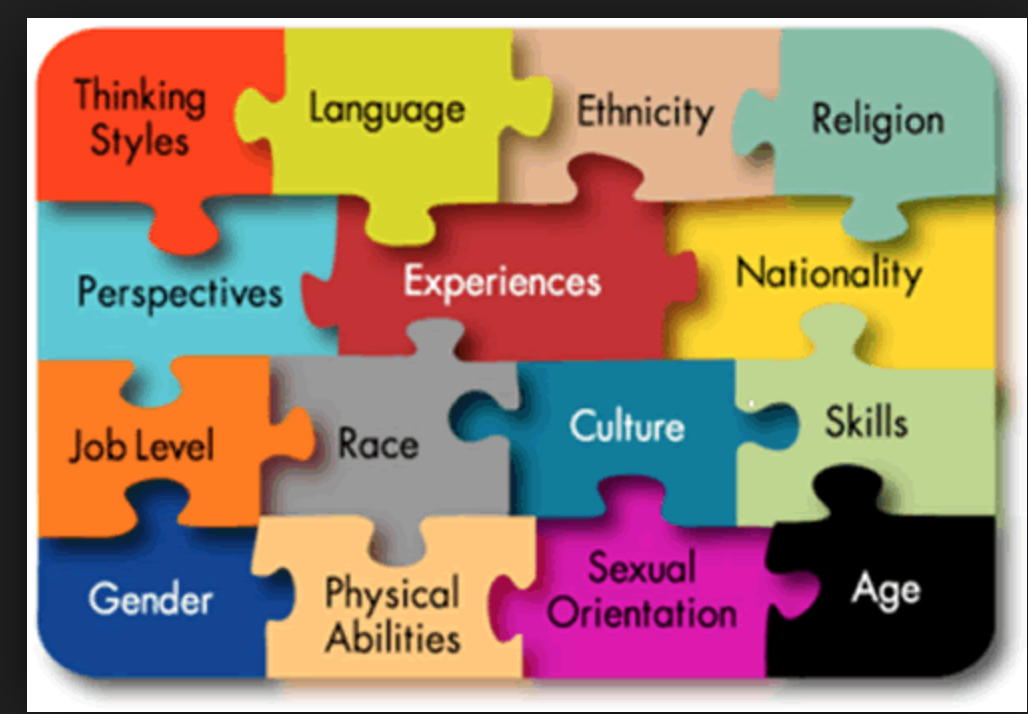 Thinking
Styles
Language
Ethnicity
Religion
Perspectives
Experiences
Nationality
Job Level
Race
Culture
Skills
Gender
Physical
Abilities
Sexual
Orientation
Age